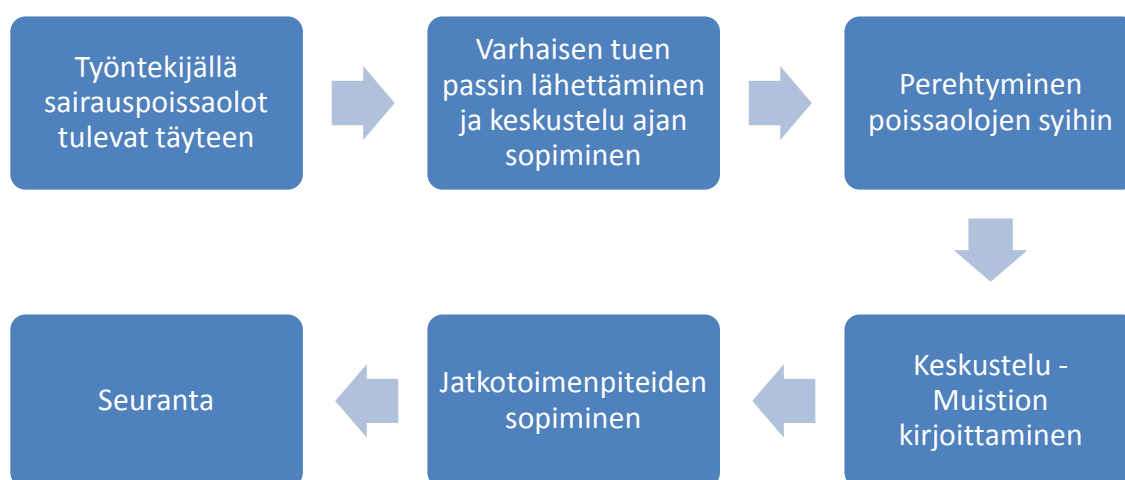 Työntekijällä
sairauspoissaolot
tulevat täyteen
Varhaisen tuen
passin lähettäminen
ja keskustelu ajan
sopiminen
Perehtyminen
poissaolojen syihin
Keskustelu -
Muistion
kirjoittaminen
Jatkotoimenpiteiden
sopiminen
Seuranta